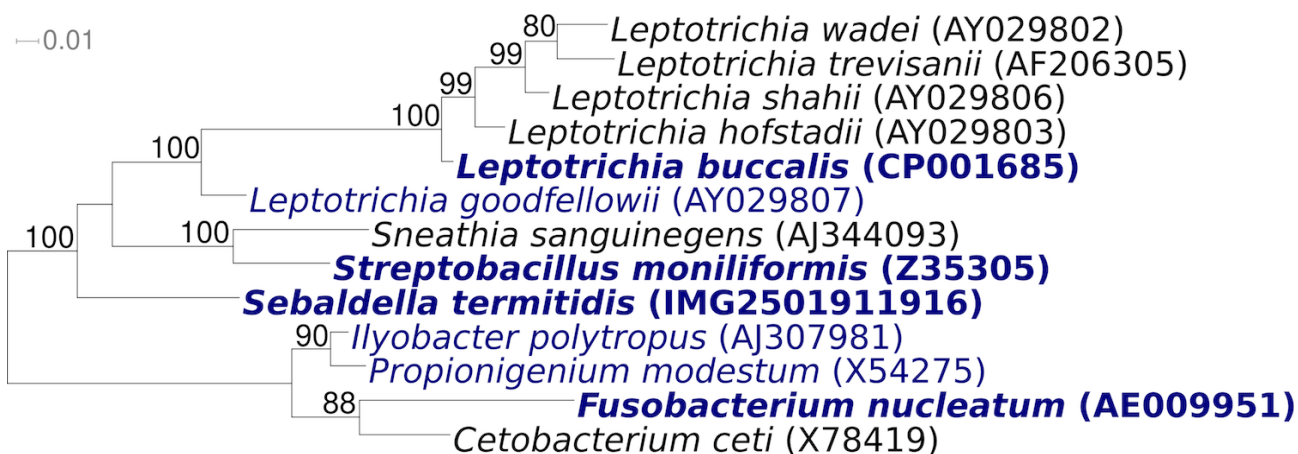 0.01
80
Leptotrichia wadei (AY029802)
99
Leptotrichia trevisanii (AF206305)
99
Leptotrichia shahii (AY029806)
100
Leptotrichia hofstadii (AY029803)
100
Leptotrichia buccalis (CP001685)
Leptotrichia goodfellowii (AY029807)
100
100
Sneathia sanguinegens (AJ344093)
Streptobacillus moniliformis (Z35305)
Sebaldella termitidis (IMG2501911916)
90
Ilyobacter polytropus (AJ307981)
Propionigenium modestum (X54275)
88
Fusobacterium nucleatum (AE009951)
Cetobacterium ceti (X78419)